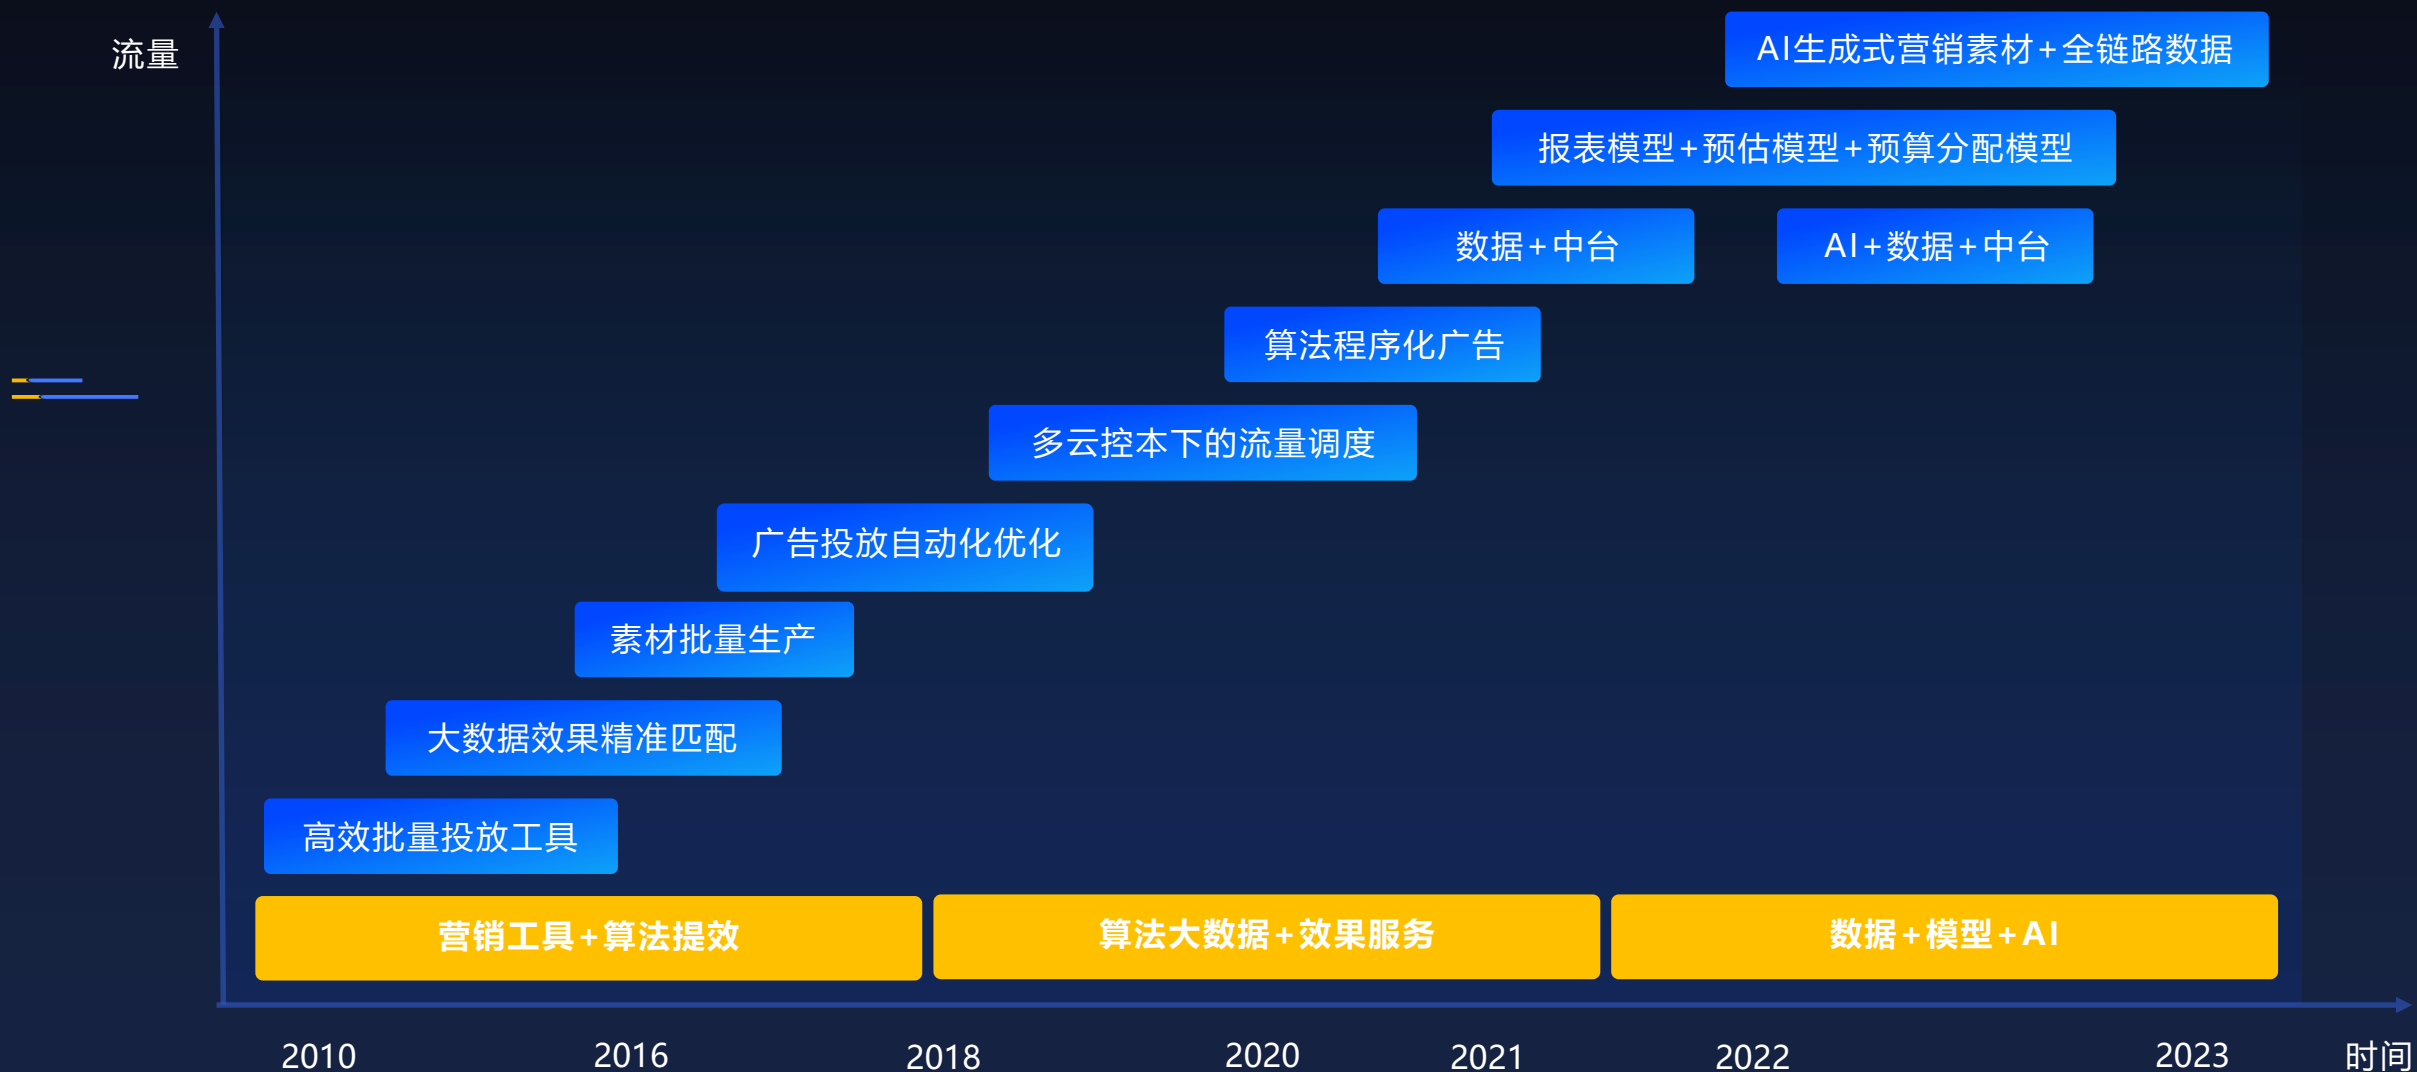 流量
AI生成式营销素材+全链路数据
报表模型+预估模型+预算分配模型
数据+中台
AI+数据+中台
算法程序化广告
多云控本下的流量调度
广告投放自动化优化
素材批量生产
大数据效果精准匹配
高效批量投放工具
营销工具+算法提效
算法大数据+效果服务
数据+模型+AI
2010
2016
2018
2020
2021
2022
2023
时间